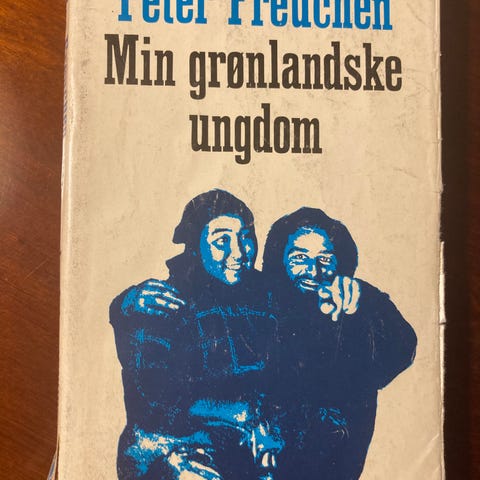 Peter Freuchen
Min grønlandske
ungdom